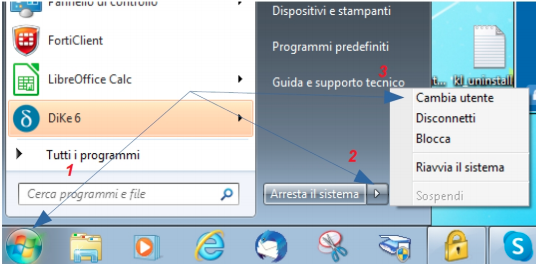 Pannello di controllo
FortiClient
LibreOffice Calc
DiKe 6
Tutti i programmi
1
Cerca programmi e file
Dispositivi e stampanti
Programmi predefiniti
Guida e supporto tecnico
2
Arresta il sistema
3
Cambia utente
Disconnetti
Blocca
Riavvia il sistema
Sospendi
uninstall
S